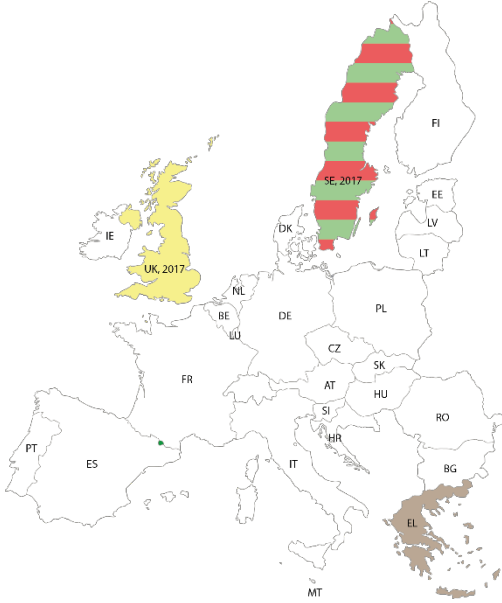 FI
SE, 2017
EE
LV
LT
DK
IE
UK, 2017
NL
BE
LU
DE
PL
CZ
SK
FR
AT
HU
SI
HR
RO
PT
ES
IT
BG
EL
MT